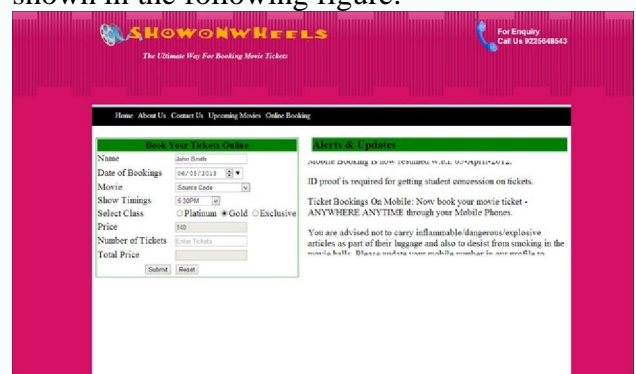 shown in the following figure:
SHOWONWHEELS
The Ultimate Way For Booking Movie Tickets
For Enquiry
Call Us 9225648543
Home About Us Contact Us Upcoming Movies Online Booking
Book Your Tickets Online
Name John Smith
Date of Bookings 06/05/2013
Movie Source Code
Show Timings 6:30PM
Select Class Platinum Gold Exclusive
Price
Number of Tickets Enter Tickets
Total Price
Submit Reset
Alerts & Updates
Mobile Booking is now resumed w.e.f. 05-April-2012.
ID proof is required for getting student concession on tickets.
Ticket Bookings On Mobile: Now book your movie ticket -
ANYWHERE ANYTIME through your Mobile Phones.
You are advised not to carry inflammable/dangerous/explosive
articles as part of their luggage and also to desist from smoking in the
movie halls. Please update your mobile number in our profile to